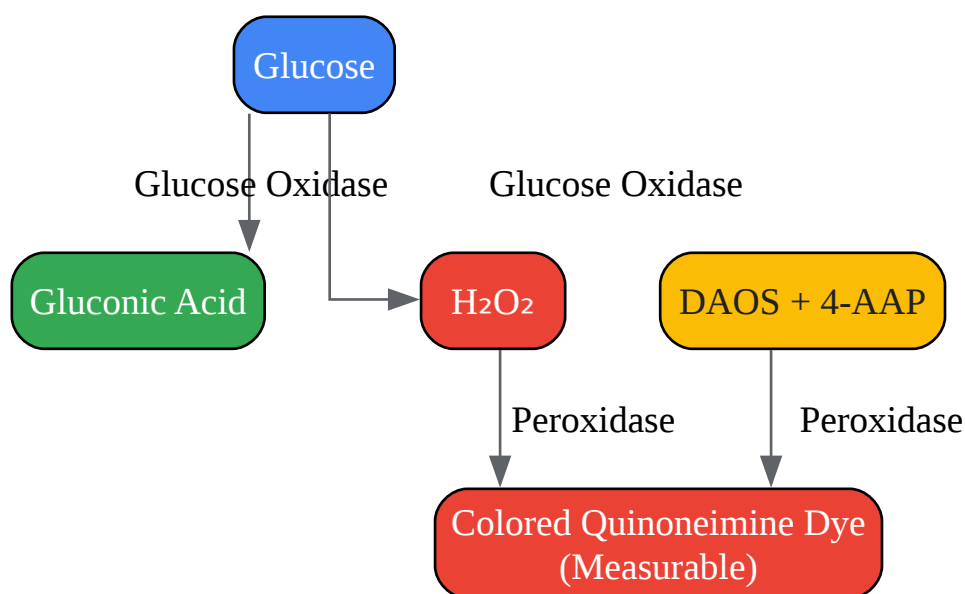 Glucose
Glucose Oxidase
Glucose Oxidase
Gluconic Acid
H₂O₂
DAOS + 4-AAP
Peroxidase
Peroxidase
Colored Quinoneimine Dye
(Measurable)